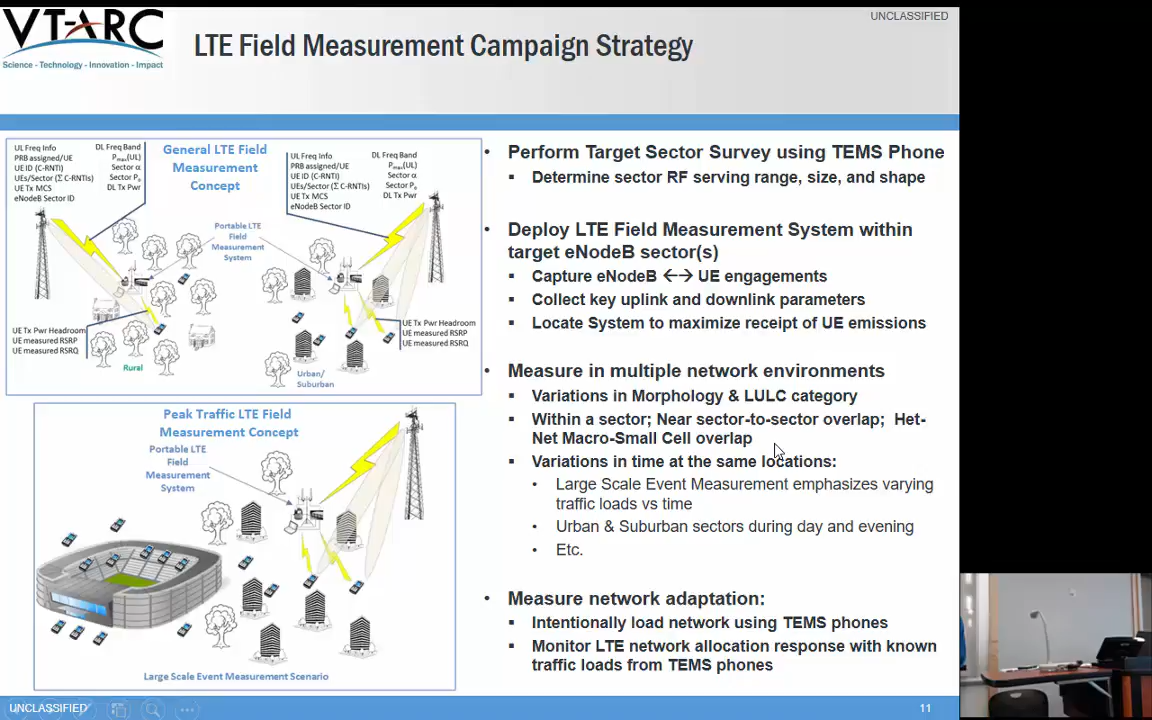 VT-ARC
Science - Technology - Innovation - Impact
UNCLASSIFIED
LTE Field Measurement Campaign Strategy
General LTE Field
Measurement
Concept
UL Freq Info
PRB assigned/UE
UE ID (C-RNTI)
UEs/Sector (Σ C-RNTIs)
UE Tx MCS
eNodeB Sector ID
DL Freq Band
Pmax(UL)
Sector α
Sector P0
DL Tx Pwr
UL Freq Info
PRB assigned/UE
UE ID (C-RNTI)
UEs/Sector (Σ C-RNTIs)
UE Tx MCS
eNodeB Sector ID
DL Freq Band
Pmax(UL)
Sector α
Sector P0
DL Tx Pwr
Portable LTE
Field
Measurement
System
UE Tx Pwr Headroom
UE measured RSRP
UE measured RSRQ
UE Tx Pwr Headroom
UE measured RSRP
UE measured RSRQ
Rural
Urban/
Suburban
Peak Traffic LTE Field
Measurement Concept
Portable LTE
Field
Measurement
System
Large Scale Event Measurement Scenario
• Perform Target Sector Survey using TEMS Phone
▪ Determine sector RF serving range, size, and shape
• Deploy LTE Field Measurement System within
target eNodeB sector(s)
▪ Capture eNodeB ←→ UE engagements
▪ Collect key uplink and downlink parameters
▪ Locate System to maximize receipt of UE emissions
• Measure in multiple network environments
▪ Variations in Morphology & LULC category
▪ Within a sector; Near sector-to-sector overlap; Het-
Net Macro-Small Cell overlap
▪ Variations in time at the same locations:
• Large Scale Event Measurement emphasizes varying
traffic loads vs time
• Urban & Suburban sectors during day and evening
• Etc.
• Measure network adaptation:
▪ Intentionally load network using TEMS phones
▪ Monitor LTE network allocation response with known
traffic loads from TEMS phones
UNCLASSIFIED
11